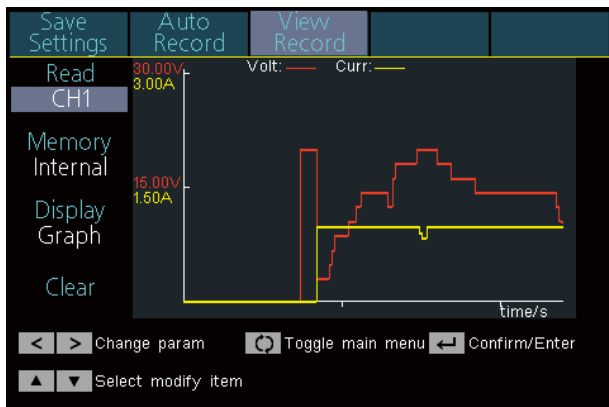 Save
Settings
Auto
Record
View
Record
Read
CH1
30.00V
3.00A
Volt:
Curr:
Memory
Internal
15.00V
1.50A
Display
Graph
Clear
time/s
< > Change param
Toggle main menu
Confirm/Enter
▲ ▼ Select modify item